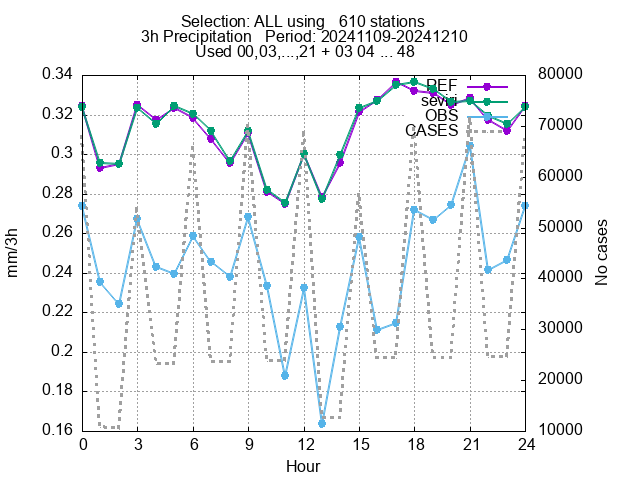 Selection: ALL using   610 stations
3h Precipitation   Period: 20241109-20241210
Used 00,03,...,21 + 03 04 ... 48
REF
seviri
OBS
CASES
0.34
0.32
0.3
0.28
0.26
0.24
0.22
0.2
0.18
0.16
mm/3h
80000
70000
60000
50000
40000
30000
20000
10000
No cases
0 3 6 9 12 15 18 21 24
Hour